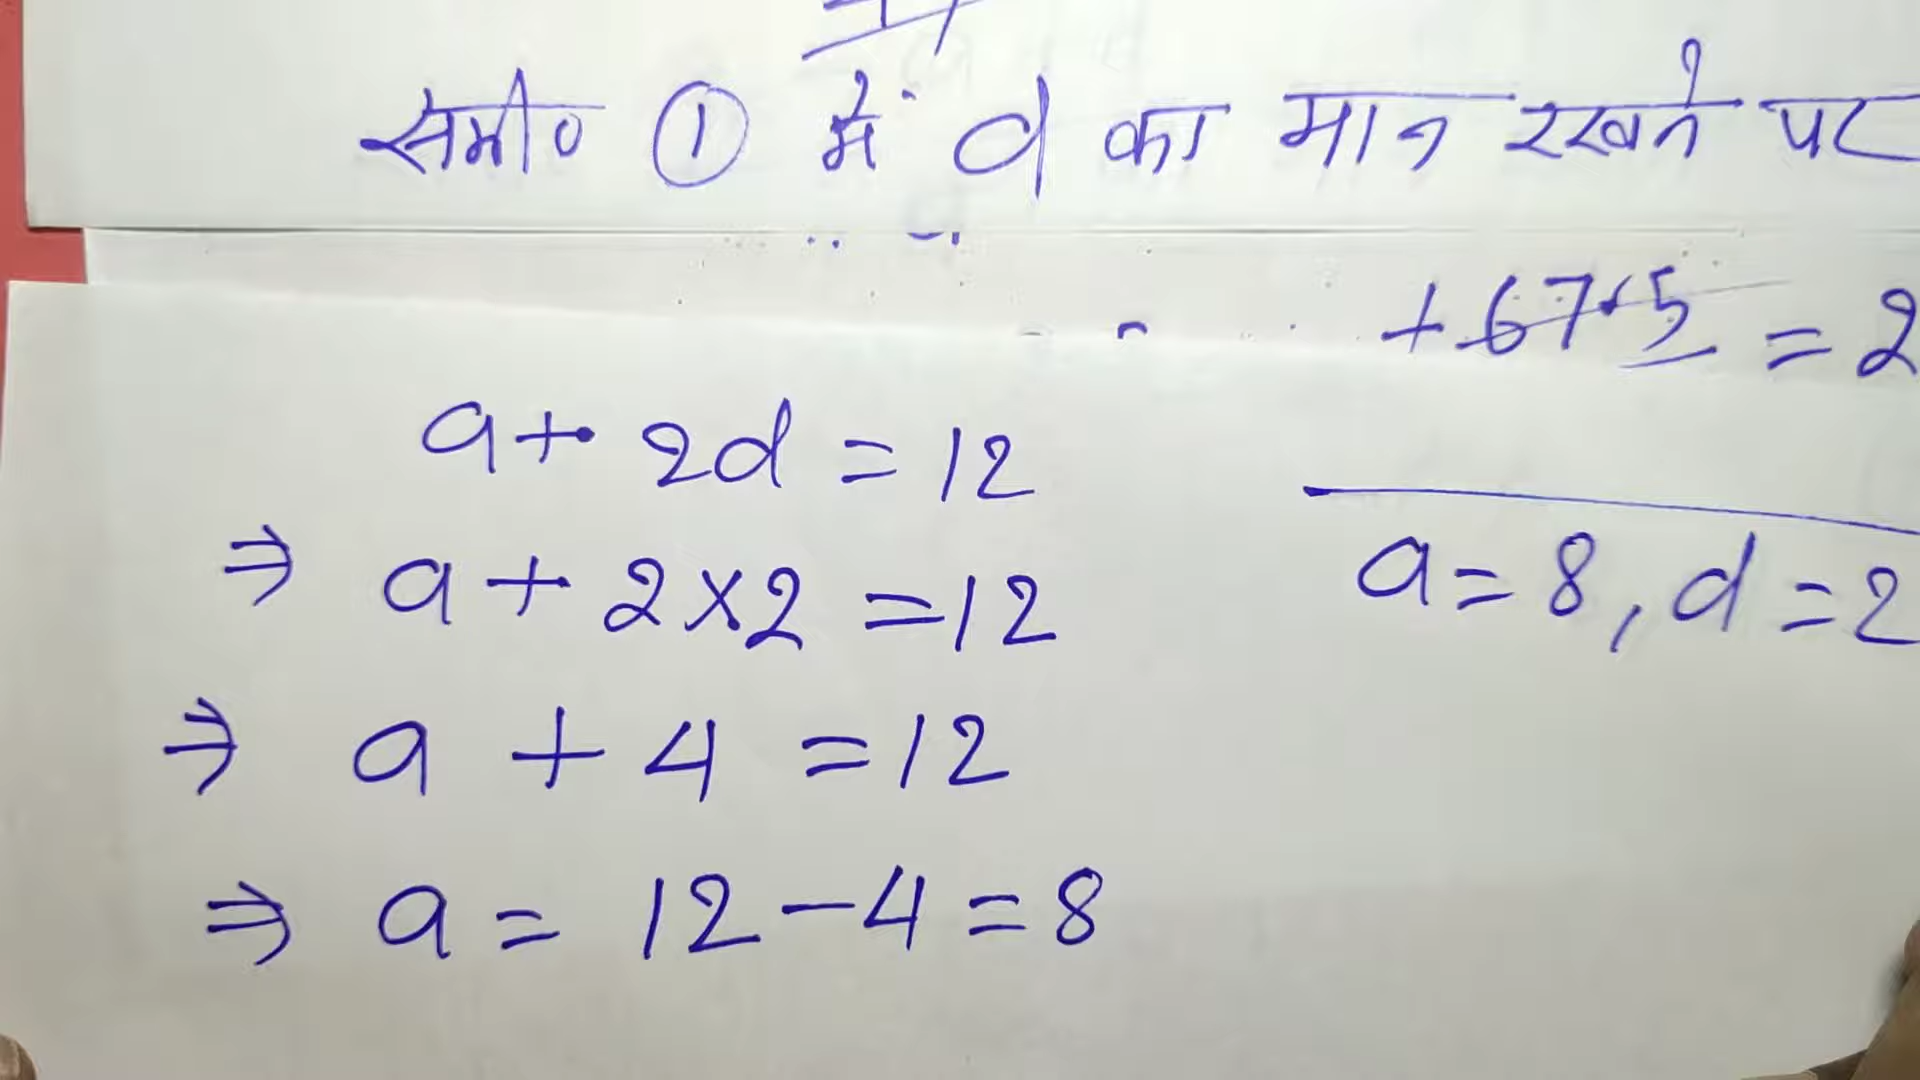 समी० ① में d का मान रखने पर
+67.5 = 2
a + 2d = 12
⇒ a + 2×2 = 12
a = 8, d = 2
⇒ a + 4 = 12
⇒ a = 12 - 4 = 8